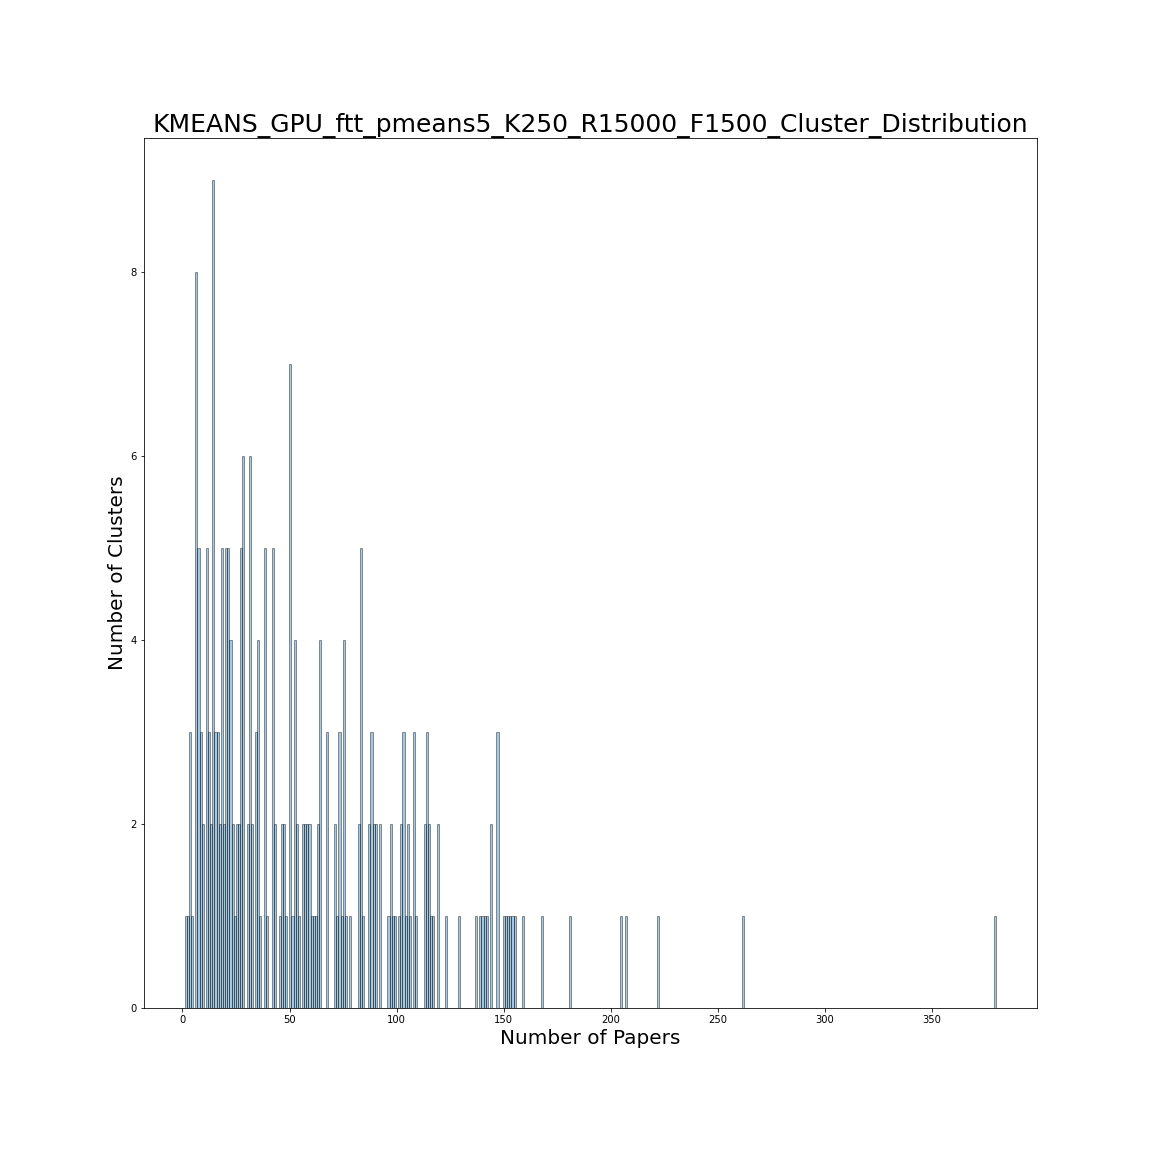 KMEANS_GPU_ftt_pmeans5_K250_R15000_F1500_Cluster_Distribution
8
6
4
2
0
Number of Clusters
0 50 100 150 200 250 300 350
Number of Papers